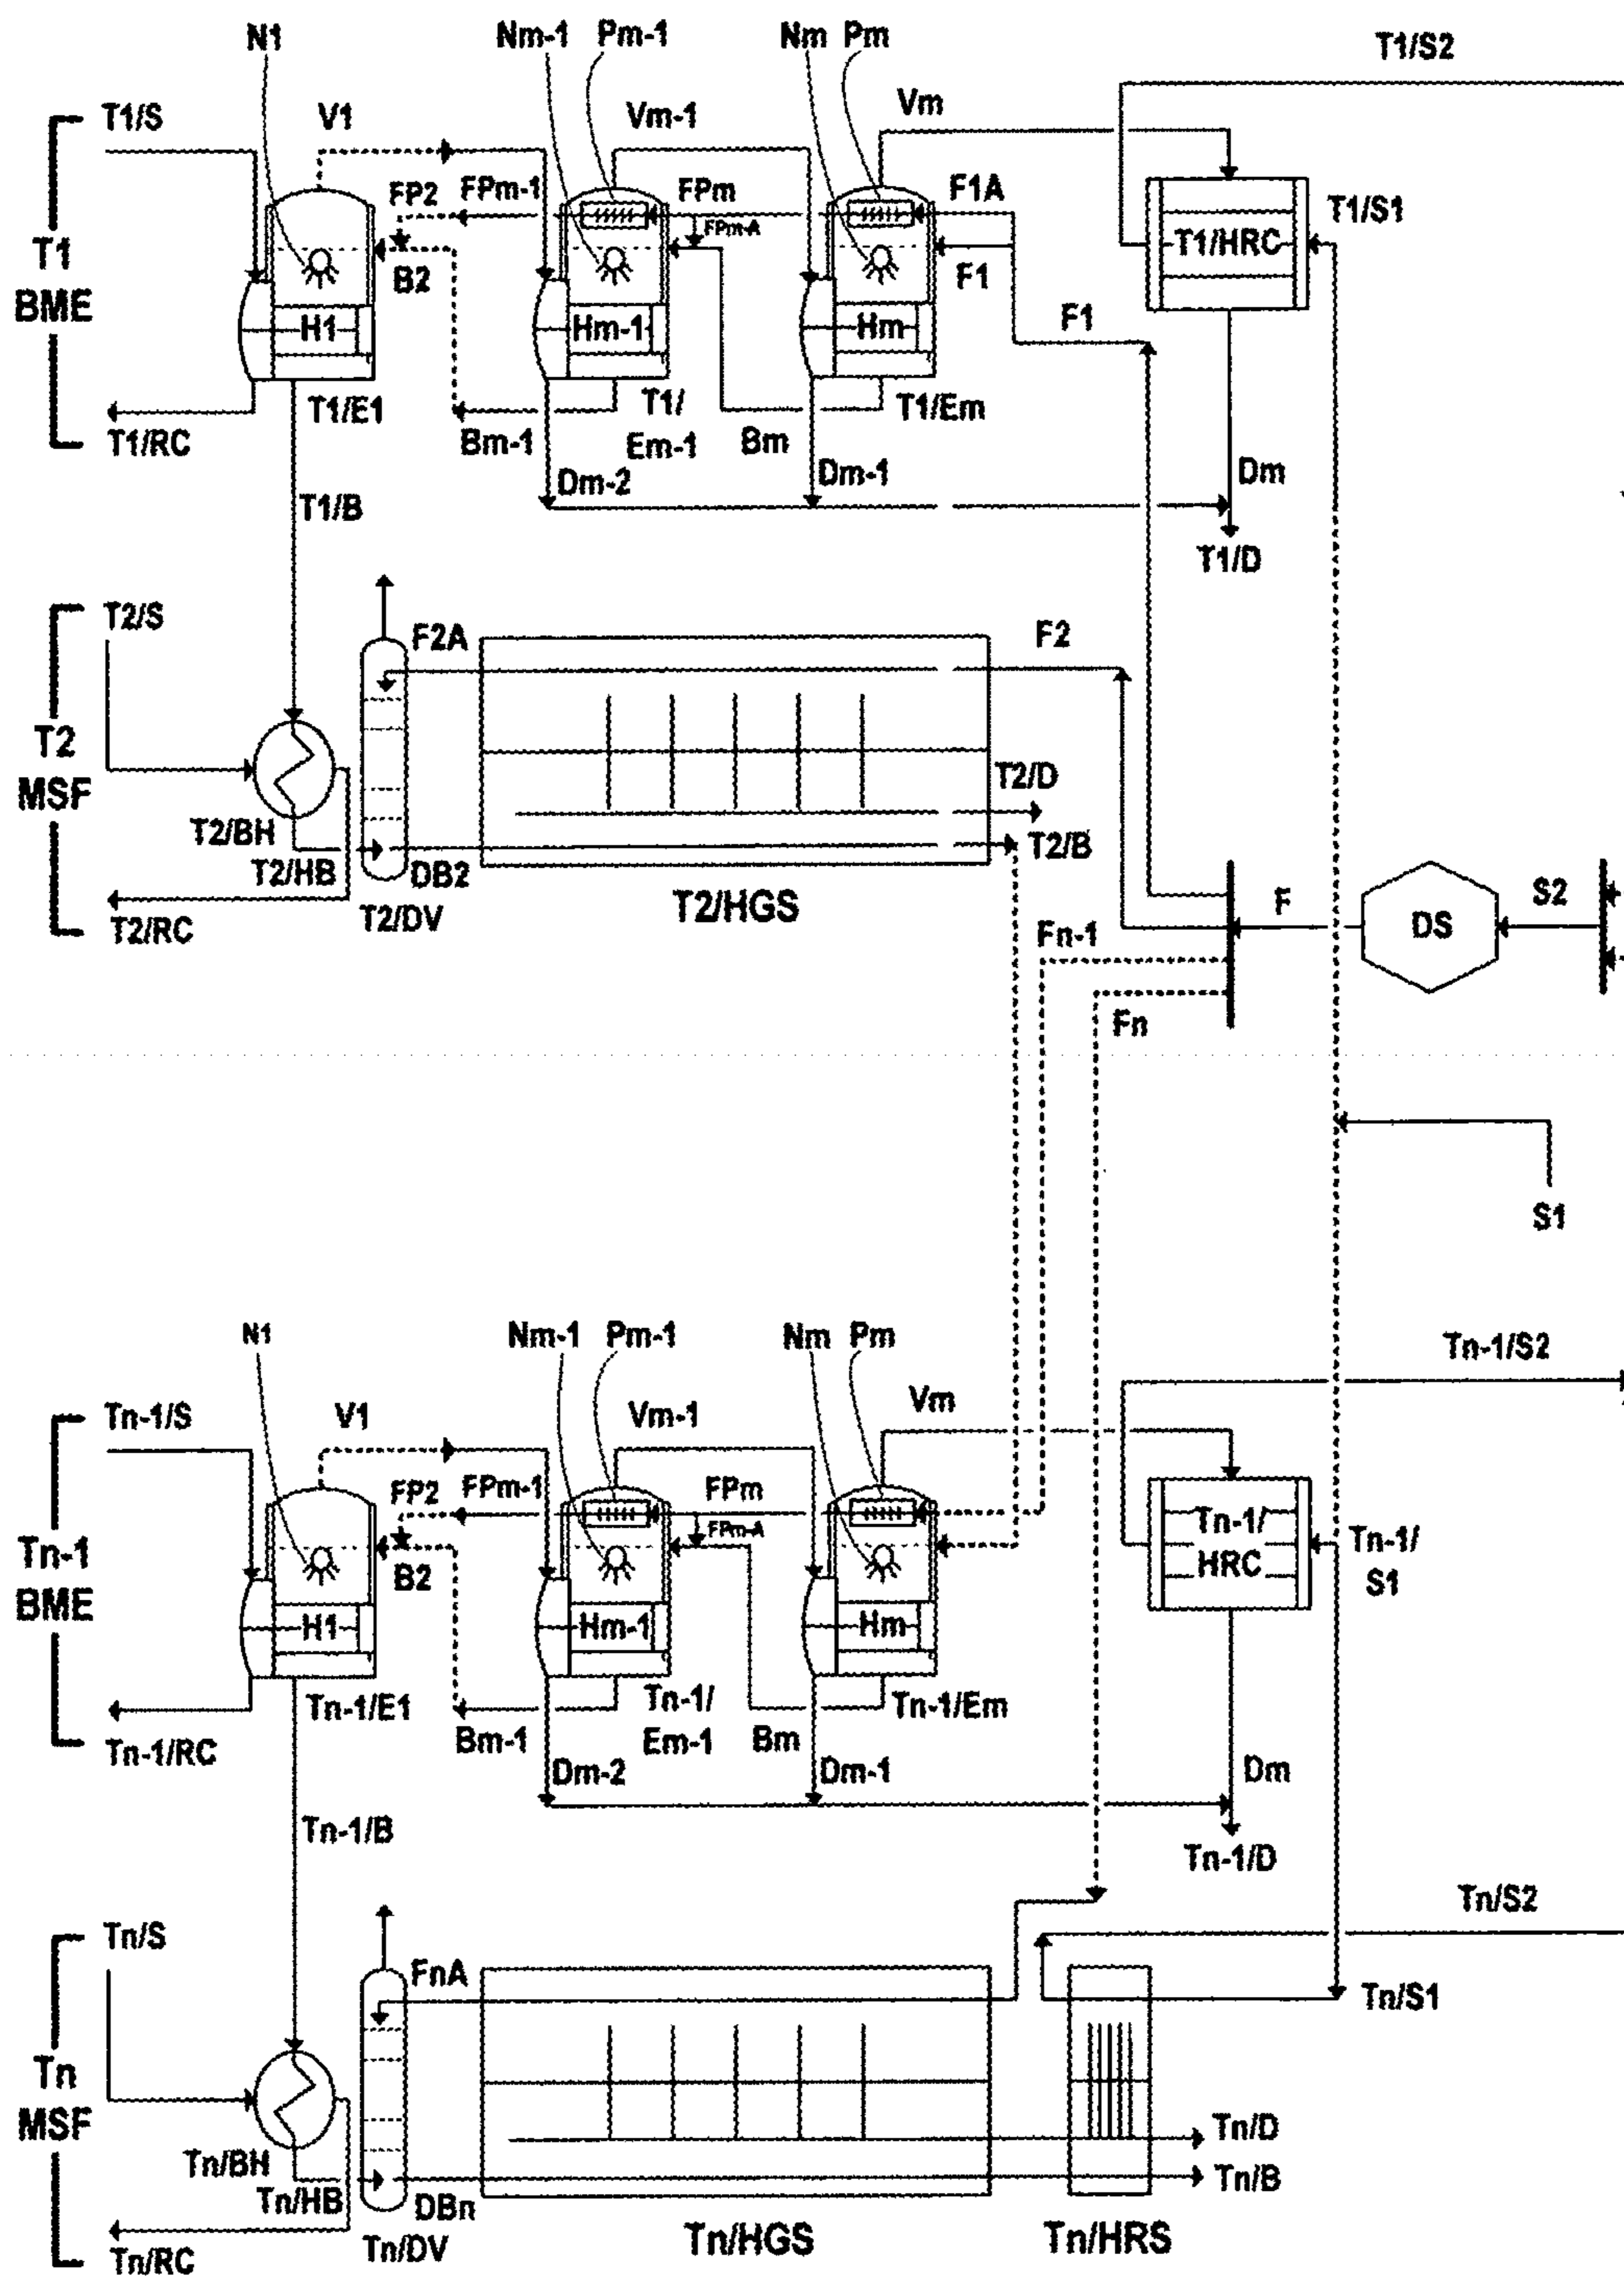 N1
Nm-1 Pm-1
Nm Pm
T1/S2
T1/S
V1
Vm-1
Vm
FP2
FPm-1
FPm
FPm-A
F1A
T1/S1
T1
BME
B2
F1
T1/HRC
H1
Hm-1
Hm
F1
T1/RC
T1/E1
Bm-1
T1/
Em-1
Bm
T1/Em
Dm-2
Dm-1
Dm
T1/B
T1/D
T2/S
F2A
F2
T2
MSF
T2/D
T2/BH
T2/B
T2/HB
DB2
T2/RC
T2/DV
T2/HGS
Fn-1
F
DS
S2
Fn
S1
N1
Nm-1 Pm-1
Nm Pm
Tn-1/S2
Tn-1/S
V1
Vm-1
Vm
FP2
FPm-1
FPm
FPm-A
Tn-1
BME
B2
Tn-1/
HRC
Tn-1/
S1
H1
Hm-1
Hm
Tn-1/RC
Tn-1/E1
Bm-1
Tn-1/
Em-1
Bm
Tn-1/Em
Dm-2
Dm-1
Dm
Tn-1/B
Tn-1/D
Tn/S
Tn/S2
FnA
Tn/S1
Tn
MSF
Tn/D
Tn/BH
Tn/B
Tn/HB
DBn
Tn/RC
Tn/DV
Tn/HGS
Tn/HRS